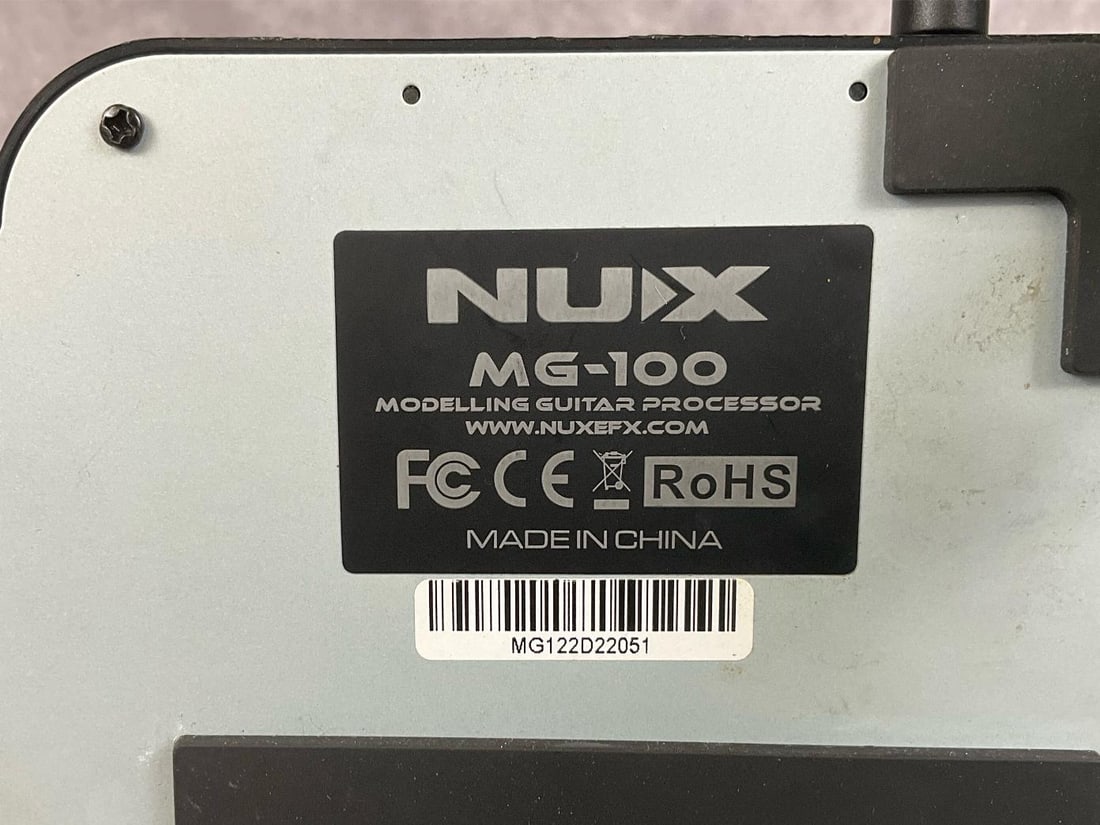 NUX
MG-100
MODELLING GUITAR PROCESSOR
WWW.NUXEFX.COM
FC CE RoHS
MADE IN CHINA
MG122D22051